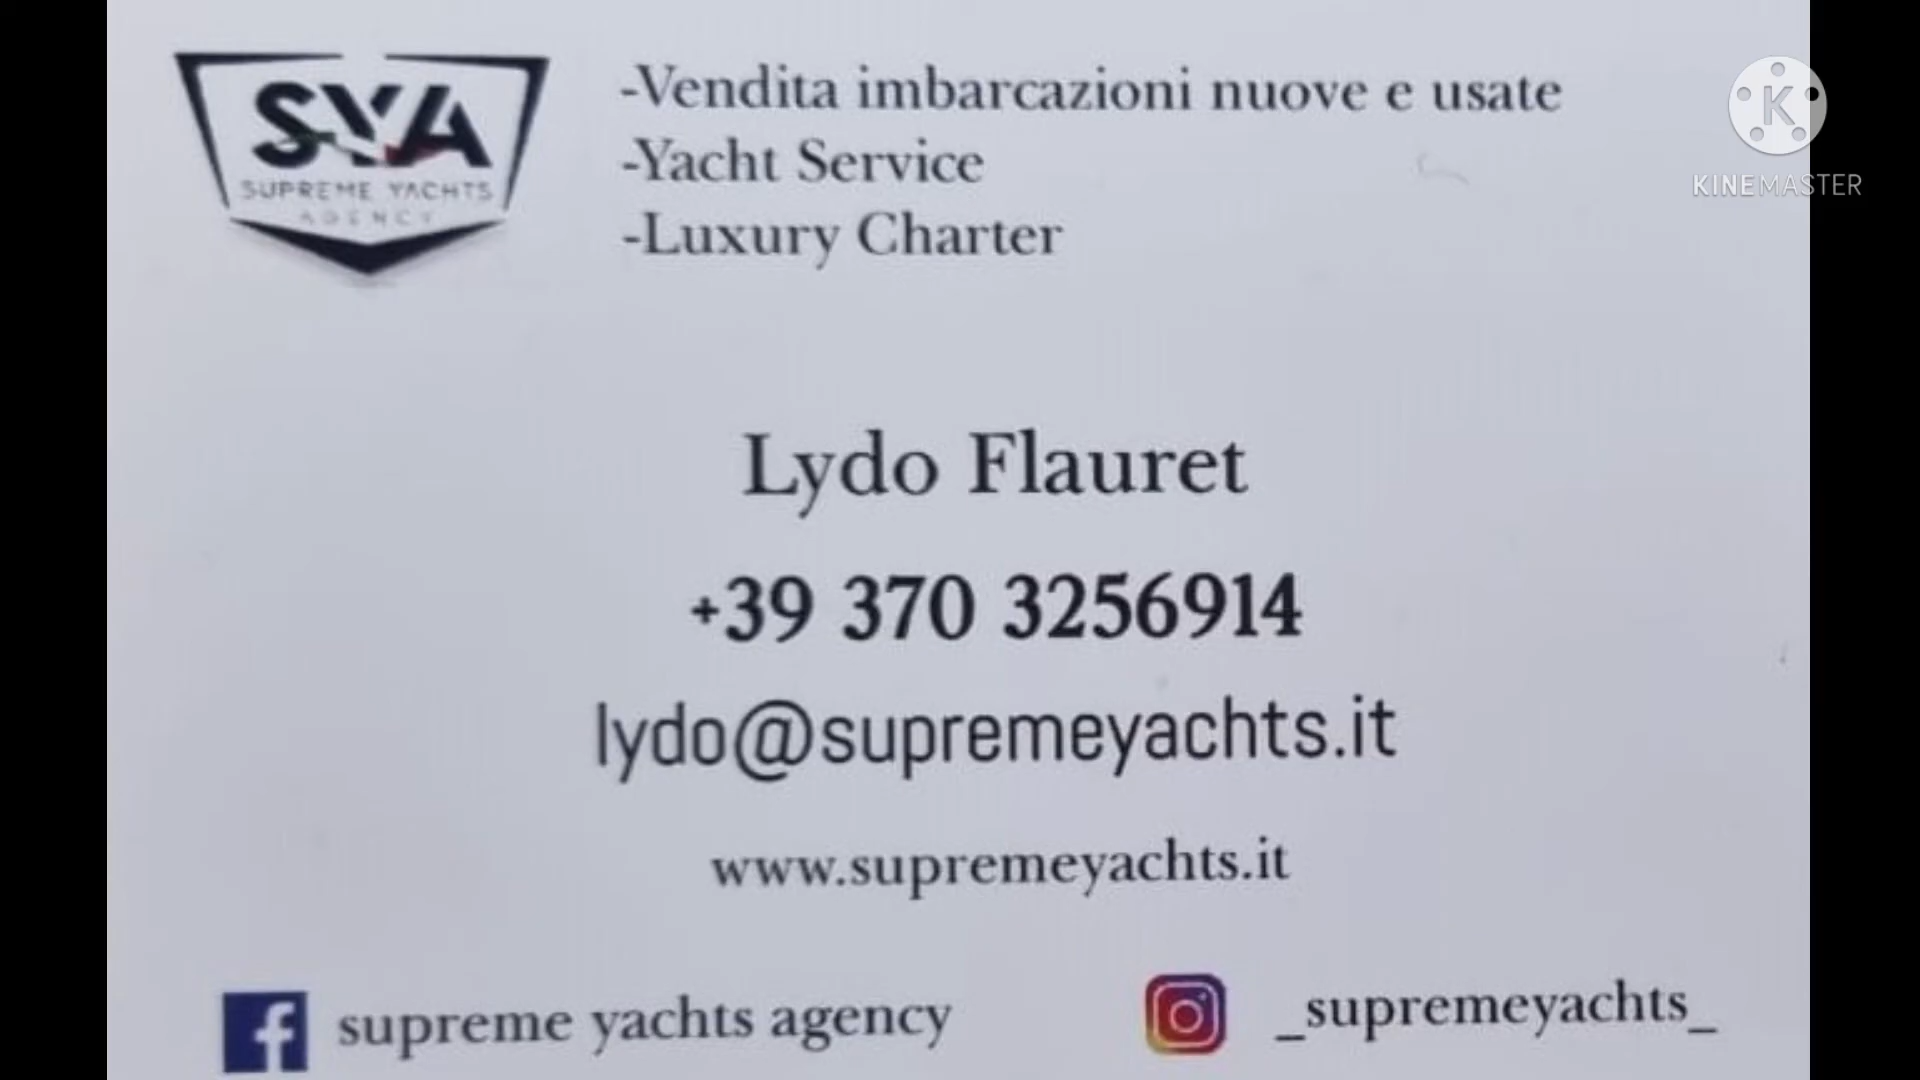 SYA
SUPREME YACHTS
AGENCY
-Vendita imbarcazioni nuove e usate
-Yacht Service
-Luxury Charter
KINEMASTER
Lydo Flauret
+39 370 3256914
lydo@supremeyachts.it
www.supremeyachts.it
supreme yachts agency
_supremeyachts_